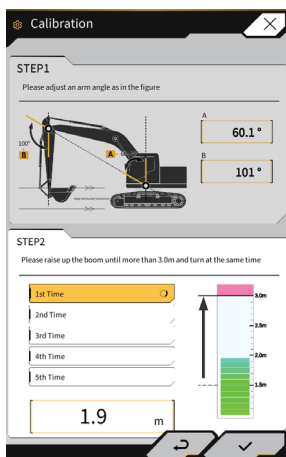 Calibration
STEP1
Please adjust an arm angle as in the figure
100°
B
A
A
60.1 °
B
101 °
STEP2
Please raise up the boom until more than 3.0m and turn at the same time
1st Time
2nd Time
3rd Time
4th Time
5th Time
3.0m
2.5m
2.0m
1.5m
1.9 m